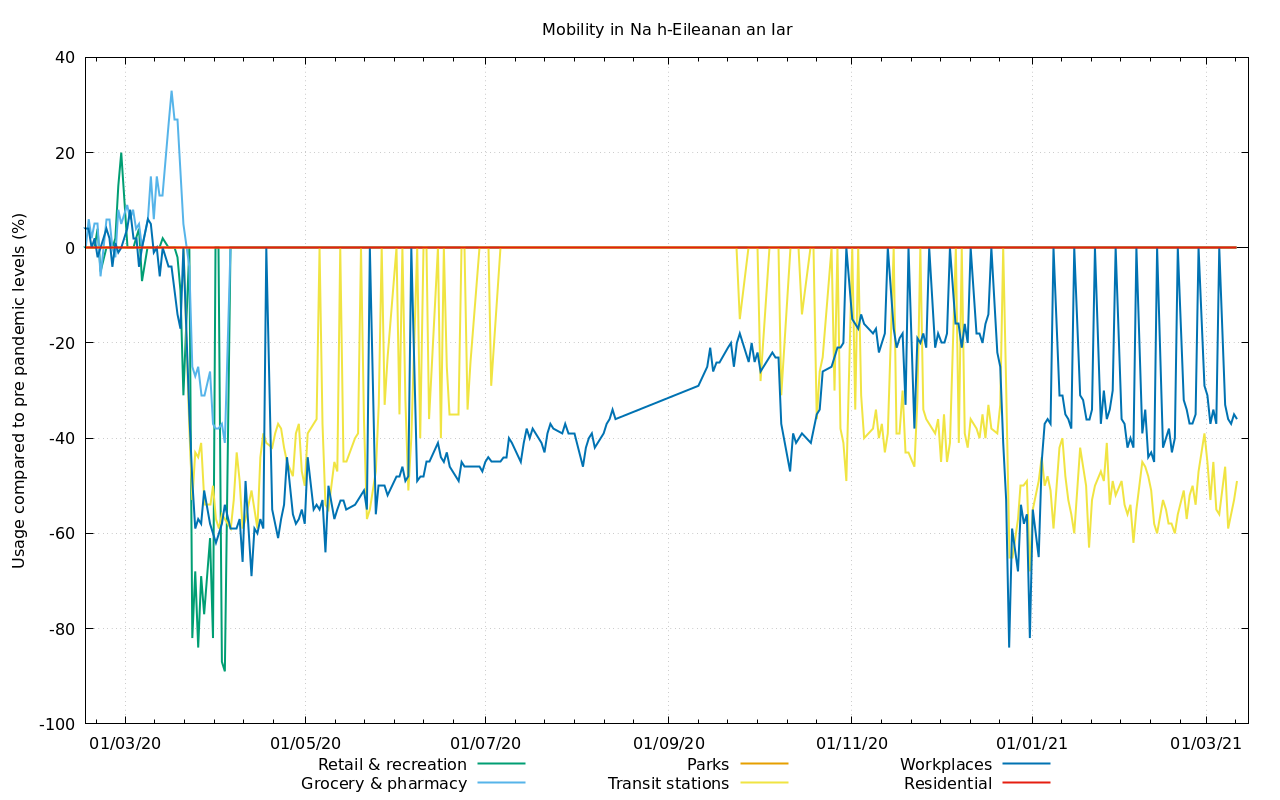 Mobility in Na h-Eileanan an Iar
Usage compared to pre pandemic levels (%)
40
20
0
-20
-40
-60
-80
-100
01/03/20 01/05/20 01/07/20 01/09/20 01/11/20 01/01/21 01/03/21
Retail & recreation Parks Workplaces
Grocery & pharmacy Transit stations Residential